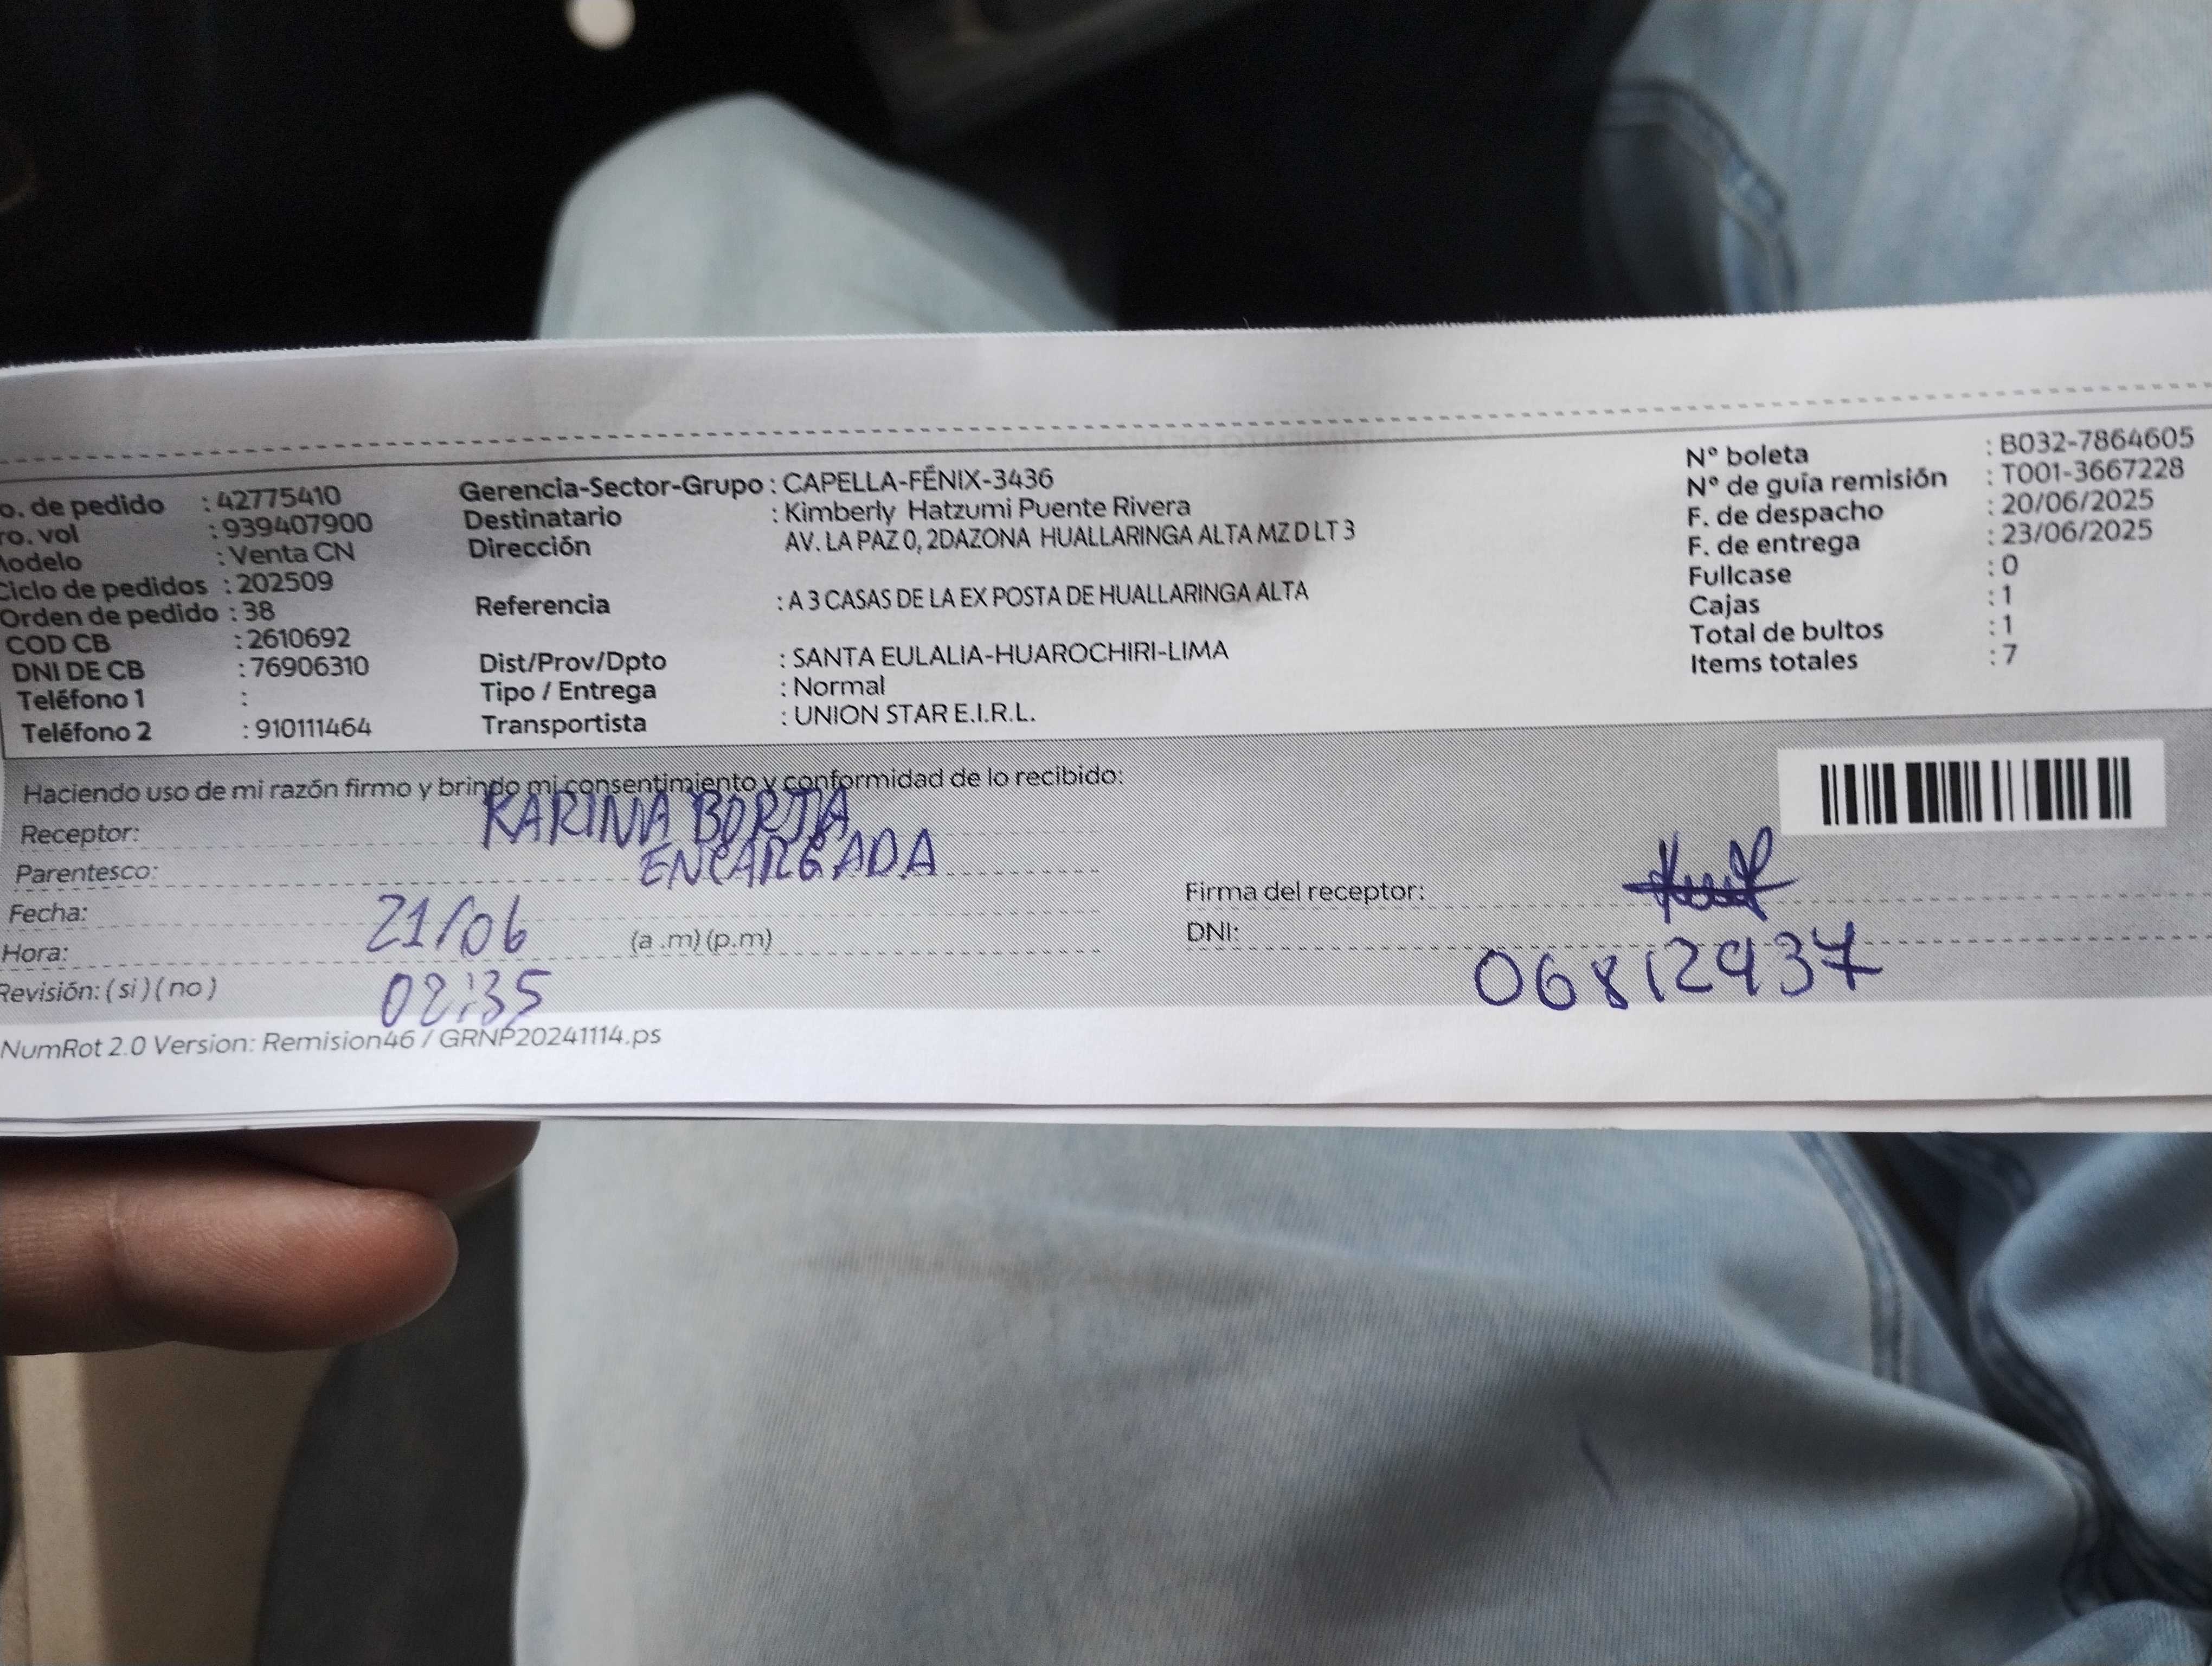 o. de pedido : 42775410
ro. vol : 939407900
Modelo : Venta CN
Ciclo de pedidos : 202509
Orden de pedido : 38
COD CB : 2610692
DNI DE CB : 76906310
Teléfono 1 :
Teléfono 2 : 910111464
Gerencia-Sector-Grupo : CAPELLA-FÉNIX-3436
Destinatario : Kimberly Hatzumi Puente Rivera
Dirección AV. LA PAZ 0, 2DAZONA HUALLARINGA ALTA MZ D LT 3
Referencia : A 3 CASAS DE LA EX POSTA DE HUALLARINGA ALTA
Dist/Prov/Dpto : SANTA EULALIA-HUAROCHIRI-LIMA
Tipo / Entrega : Normal
Transportista : UNION STAR E.I.R.L.
N° boleta : B032-7864605
N° de guía remisión : T001-3667228
F. de despacho : 20/06/2025
F. de entrega : 23/06/2025
Fullcase : 0
Cajas : 1
Total de bultos : 1
Items totales : 7
Haciendo uso de mi razón firmo y brindo mi consentimiento y conformidad de lo recibido:
Receptor: KARINA BORJA
Parentesco: ENCARGADA
Fecha: 21/06
Hora: 02:35 (a .m) (p.m)
Revisión: ( si ) ( no )
Firma del receptor:
DNI: 06812937
NumRot 2.0 Version: Remision46 / GRNP20241114.ps